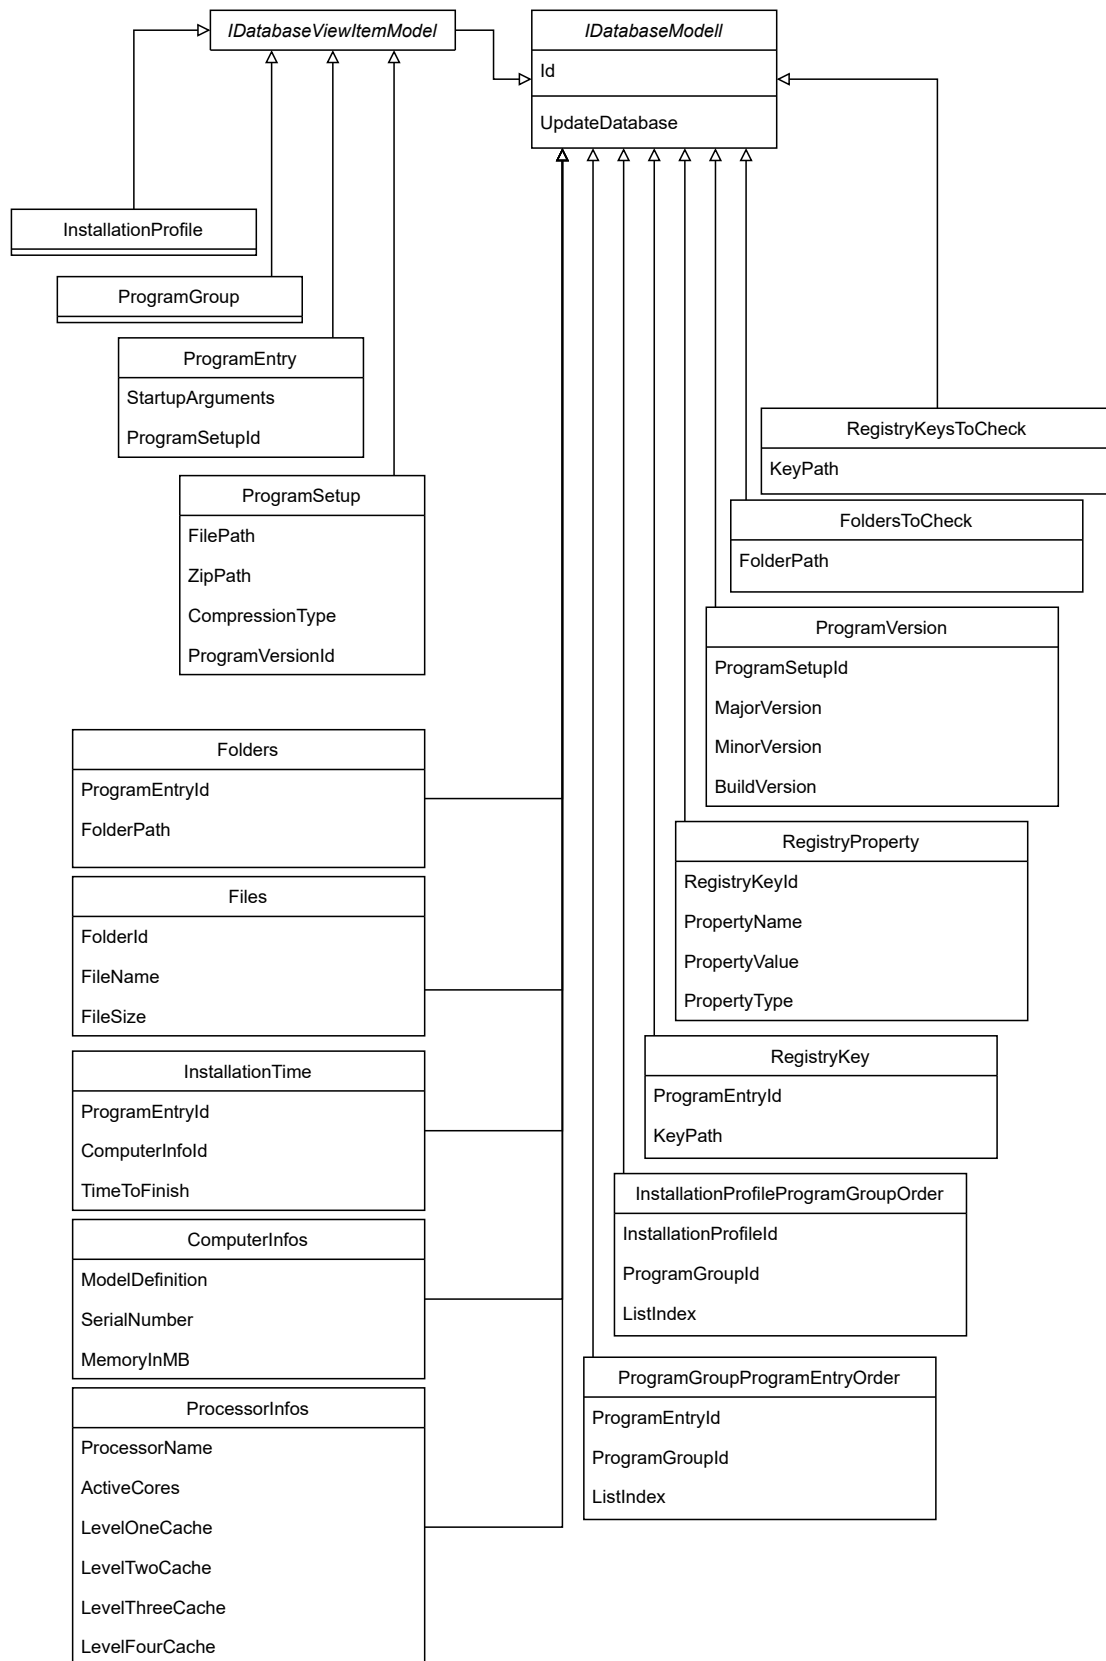 IDatabaseViewItemModel
IDatabaseModell
Id
UpdateDatabase
InstallationProfile
ProgramGroup
ProgramEntry
StartupArguments
ProgramSetupId
ProgramSetup
FilePath
ZipPath
CompressionType
ProgramVersionId
RegistryKeysToCheck
KeyPath
FoldersToCheck
FolderPath
ProgramVersion
ProgramSetupId
MajorVersion
MinorVersion
BuildVersion
Folders
ProgramEntryId
FolderPath
Files
FolderId
FileName
FileSize
RegistryProperty
RegistryKeyId
PropertyName
PropertyValue
PropertyType
RegistryKey
ProgramEntryId
KeyPath
InstallationTime
ProgramEntryId
ComputerInfoId
TimeToFinish
InstallationProfileProgramGroupOrder
InstallationProfileId
ProgramGroupId
ListIndex
ComputerInfos
ModelDefinition
SerialNumber
MemoryInMB
ProgramGroupProgramEntryOrder
ProgramEntryId
ProgramGroupId
ListIndex
ProcessorInfos
ProcessorName
ActiveCores
LevelOneCache
LevelTwoCache
LevelThreeCache
LevelFourCache